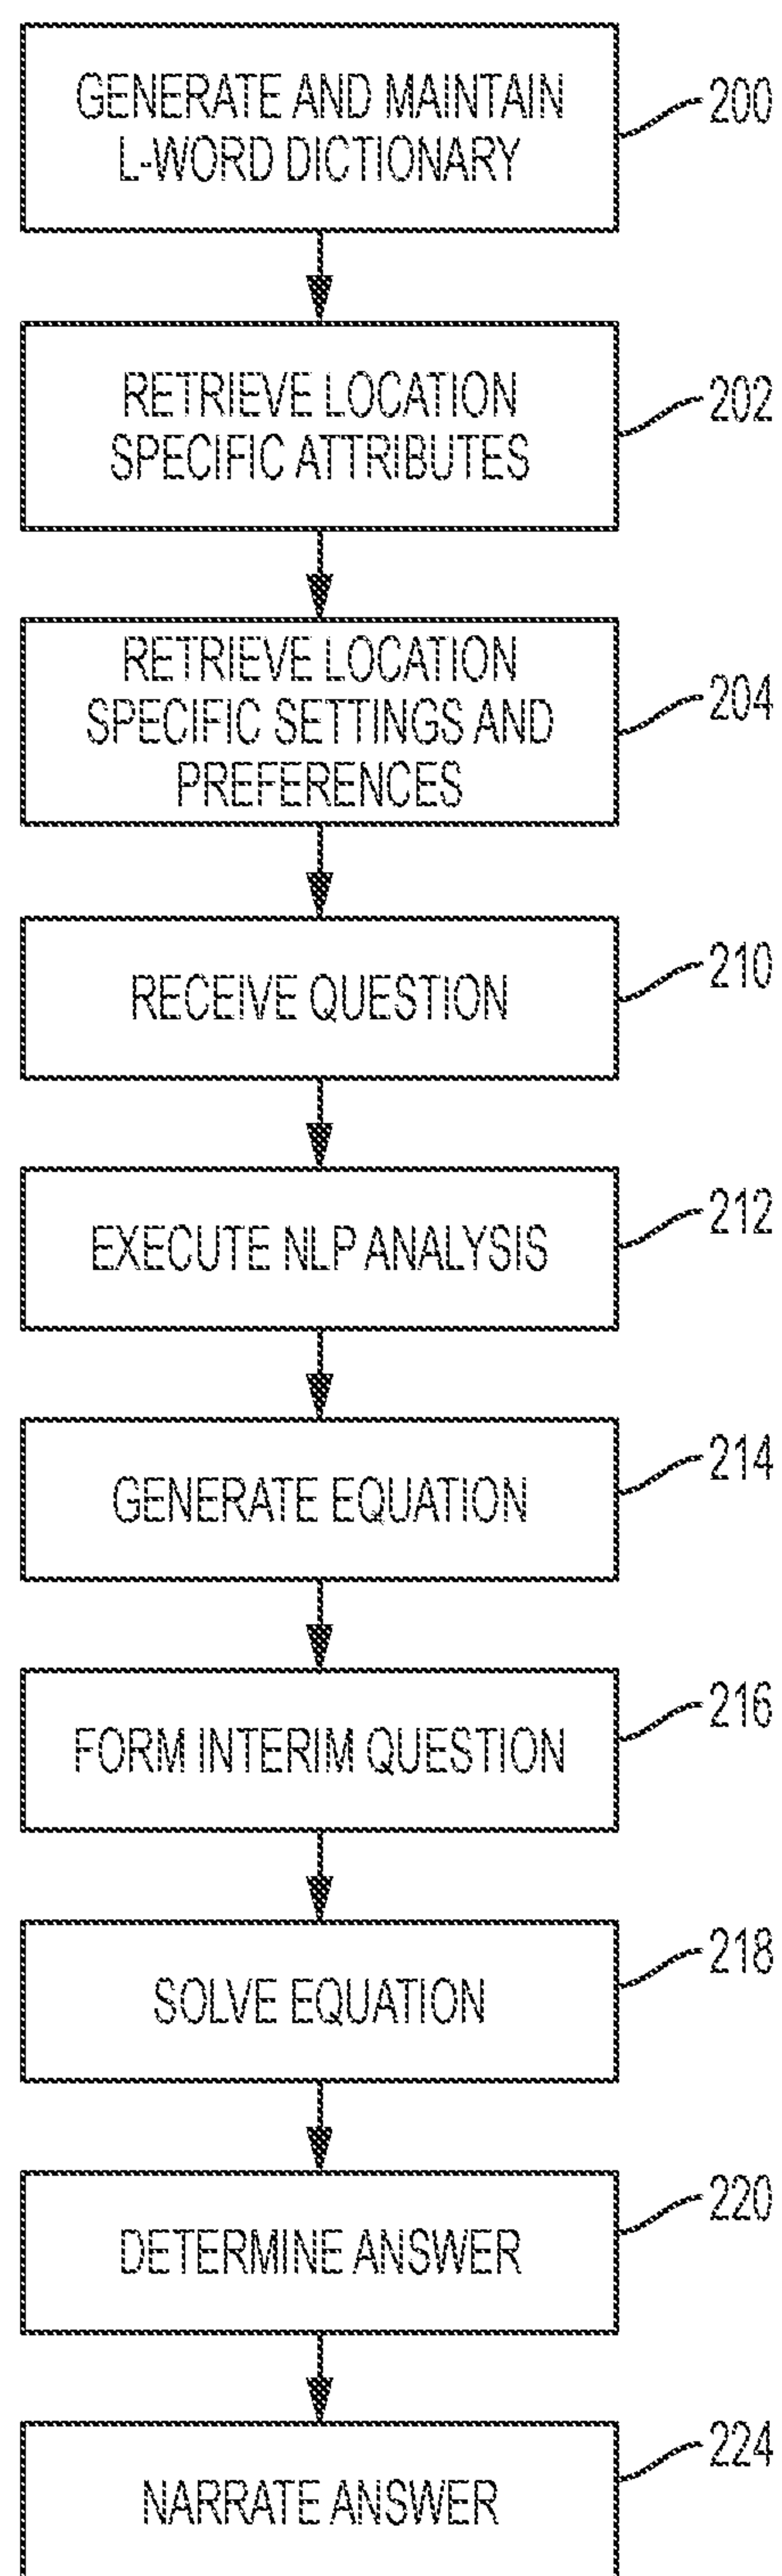 GENERATE AND MAINTAIN
L-WORD DICTIONARY
200
RETRIEVE LOCATION
SPECIFIC ATTRIBUTES
202
RETRIEVE LOCATION
SPECIFIC SETTINGS AND
PREFERENCES
204
RECEIVE QUESTION
210
EXECUTE NLP ANALYSIS
212
GENERATE EQUATION
214
FORM INTERIM QUESTION
216
SOLVE EQUATION
218
DETERMINE ANSWER
220
NARRATE ANSWER
224